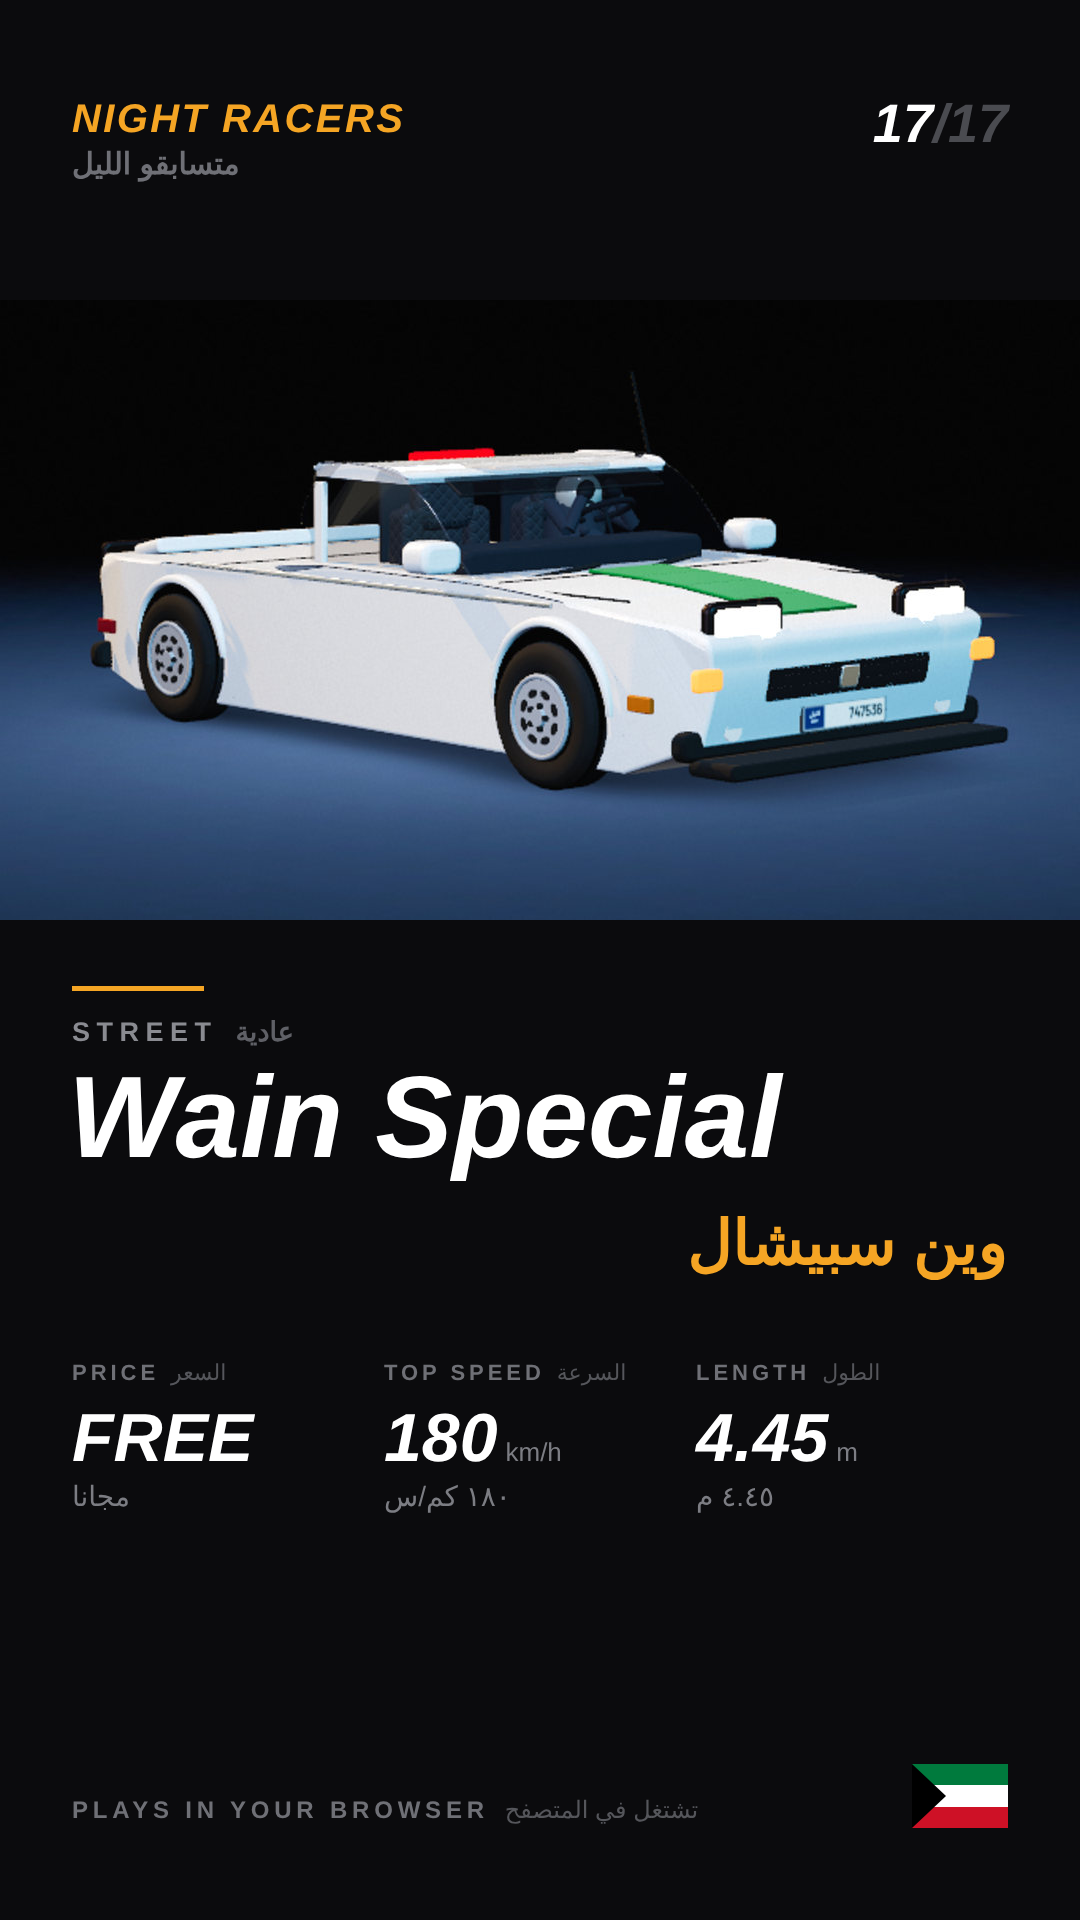 NIGHT RACERS
متسابقو الليل
17/17
747536
STREET عادية
Wain Special
وين سبيشال
PRICE السعر
FREE
مجانا
TOP SPEED السرعة
180 km/h
١٨٠ كم/س
LENGTH الطول
4.45 m
٤.٤٥ م
PLAYS IN YOUR BROWSER تشتغل في المتصفح